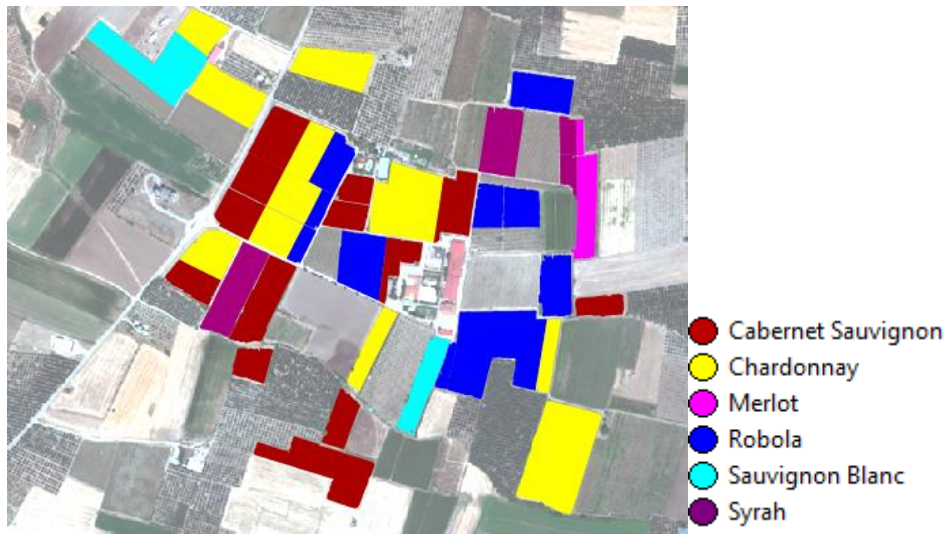 Cabernet Sauvignon
Chardonnay
Merlot
Robola
Sauvignon Blanc
Syrah